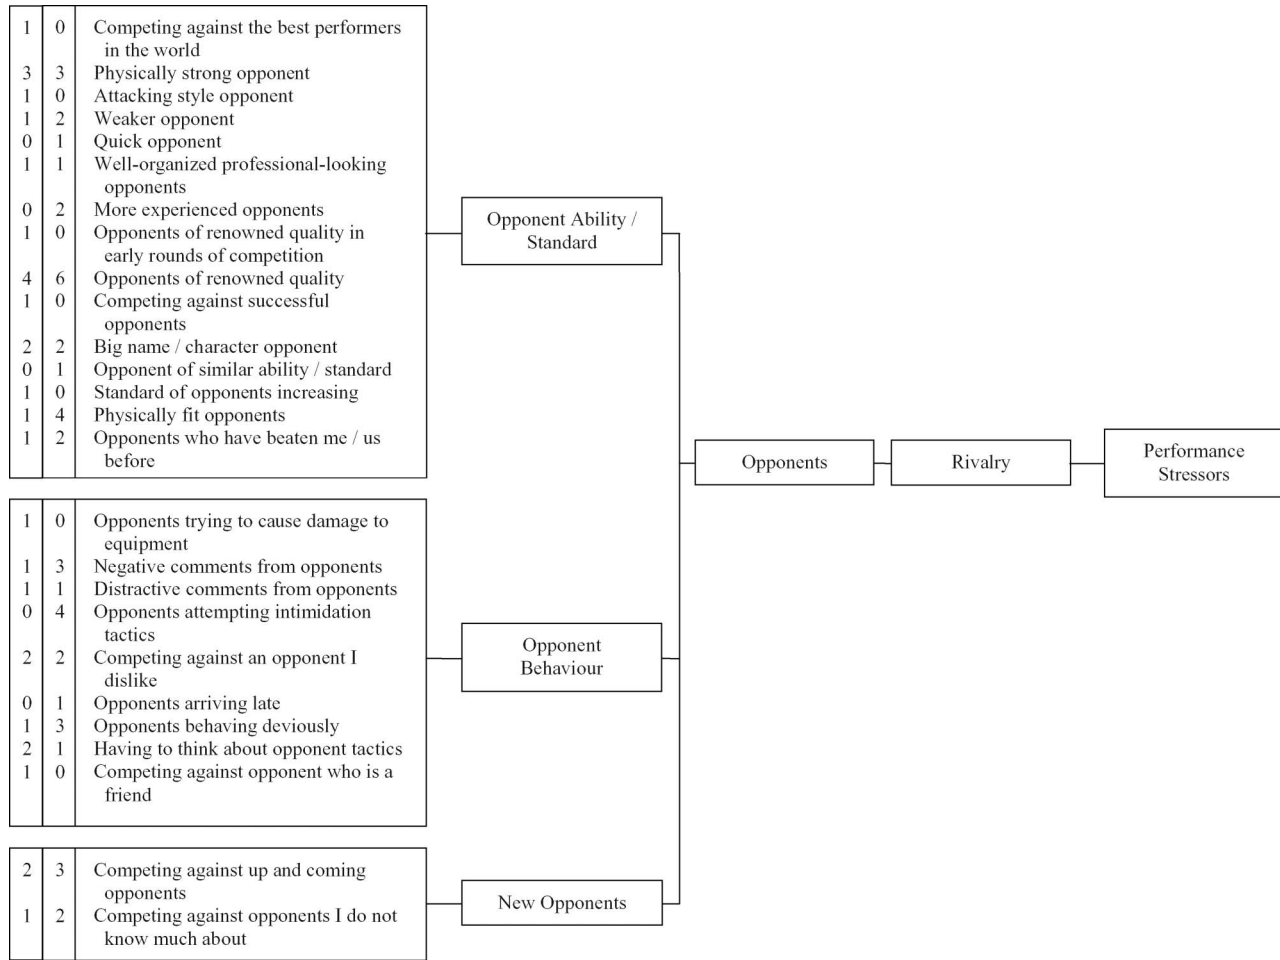 1 0 Competing against the best performers
in the world
3 3 Physically strong opponent
1 0 Attacking style opponent
1 2 Weaker opponent
0 1 Quick opponent
1 1 Well-organized professional-looking
opponents
0 2 More experienced opponents
1 0 Opponents of renowned quality in
early rounds of competition
4 6 Opponents of renowned quality
1 0 Competing against successful
opponents
2 2 Big name / character opponent
0 1 Opponent of similar ability / standard
1 0 Standard of opponents increasing
1 4 Physically fit opponents
1 2 Opponents who have beaten me / us
before
Opponent Ability /
Standard
1 0 Opponents trying to cause damage to
equipment
1 3 Negative comments from opponents
1 1 Distractive comments from opponents
0 4 Opponents attempting intimidation
tactics
2 2 Competing against an opponent I
dislike
0 1 Opponents arriving late
1 3 Opponents behaving deviously
2 1 Having to think about opponent tactics
1 0 Competing against opponent who is a
friend
Opponent
Behaviour
2 3 Competing against up and coming
opponents
1 2 Competing against opponents I do not
know much about
New Opponents
Opponents
Rivalry
Performance
Stressors